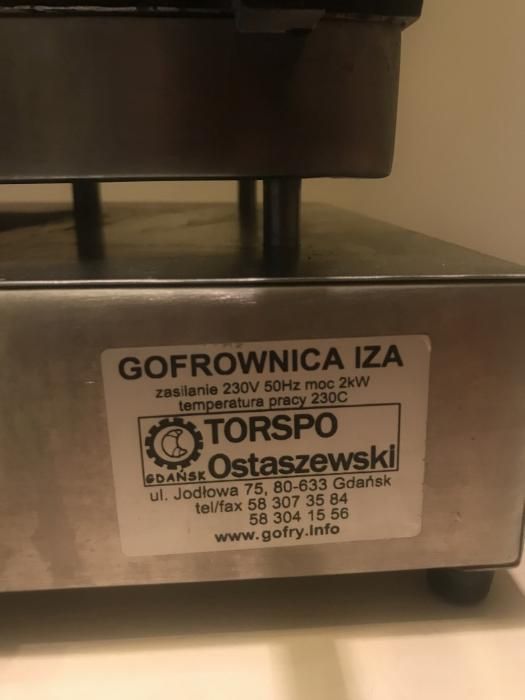 GOFROWNICA IZA
zasilanie 230V 50Hz moc 2kW
temperatura pracy 230C
TORSPO
GDAŃSK Ostaszewski
ul. Jodłowa 75, 80-633 Gdańsk
tel/fax 58 307 35 84
58 304 15 56
www.gofry.info